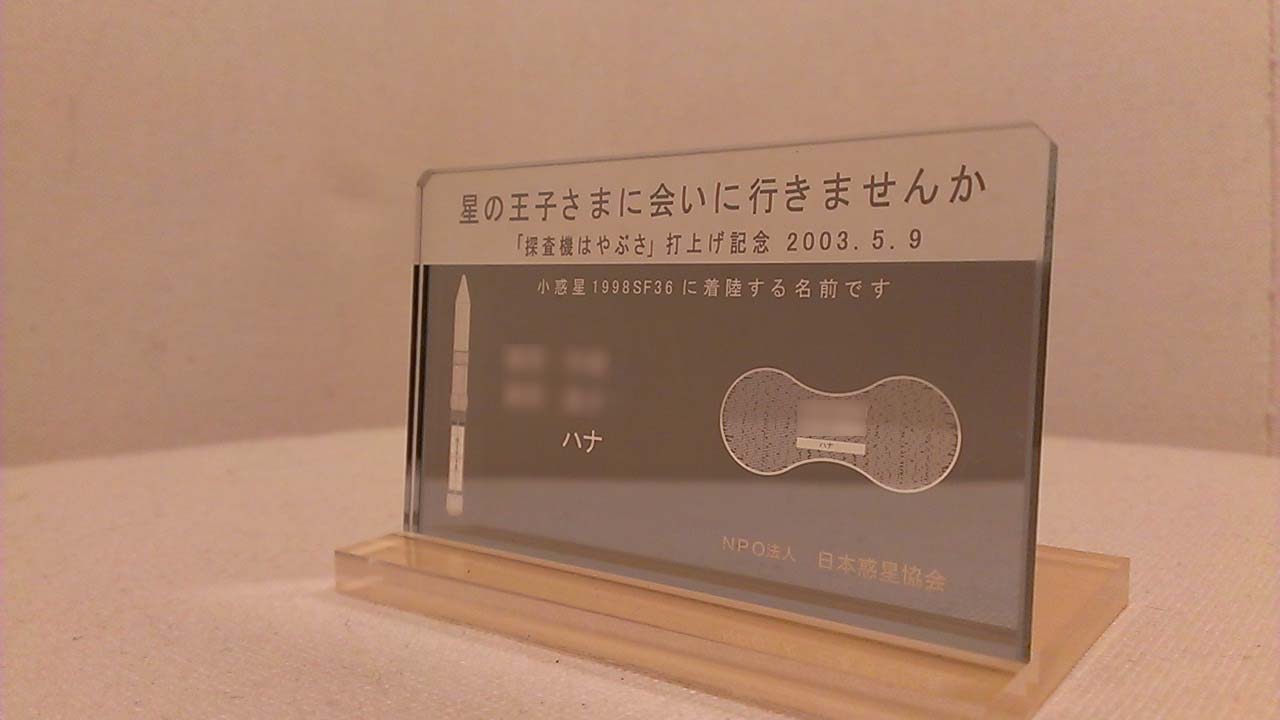 星の王子さまに会いに行きませんか
「探査機はやぶさ」打上げ記念 2003.5.9
小惑星1998SF36に着陸する名前です
ハナ
ハナ
NPO法人 日本惑星協会